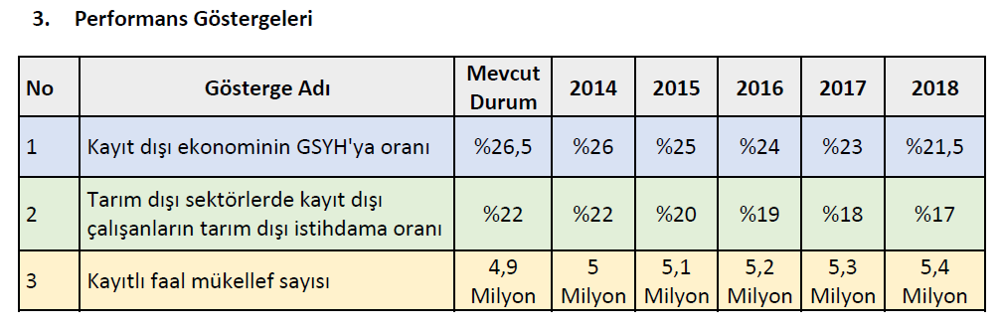 3. Performans Göstergeleri
No Gösterge Adı Mevcut Durum 2014 2015 2016 2017 2018
1 Kayıt dışı ekonominin GSYH'ya oranı %26,5 %26 %25 %24 %23 %21,5
2 Tarım dışı sektörlerde kayıt dışı çalışanların tarım dışı istihdama oranı %22 %22 %20 %19 %18 %17
3 Kayıtlı faal mükellef sayısı 4,9 Milyon 5 Milyon 5,1 Milyon 5,2 Milyon 5,3 Milyon 5,4 Milyon